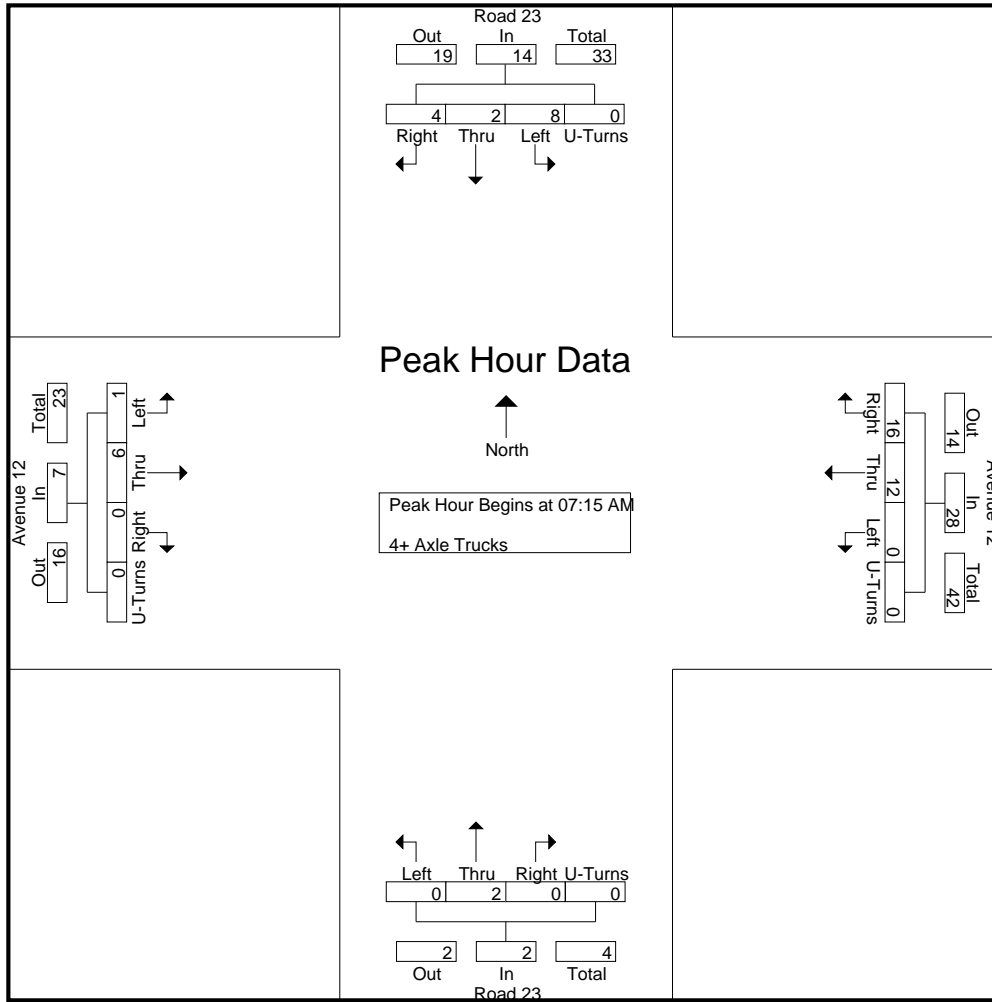 Road 23
Out In Total
19 14 33
4 2 8 0
Right Thru Left U-Turns
Peak Hour Data
North
Peak Hour Begins at 07:15 AM
4+ Axle Trucks
Avenue 12
Total In Out
23 7 16
1 6 0 0
Left Thru Right U-Turns
Avenue 12
Out In Total
14 28 42
16 12 0 0
Right Thru Left U-Turns
Left Thru Right U-Turns
0 2 0 0
2 2 4
Out In Total
Road 23